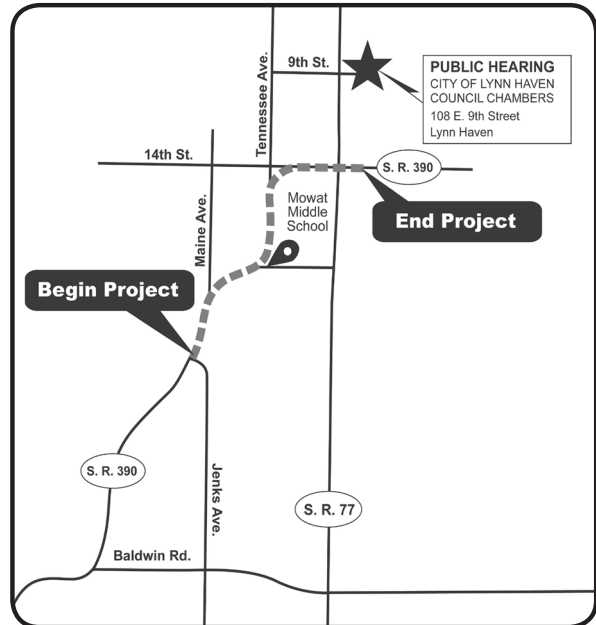 Tennessee Ave.
9th St.
PUBLIC HEARING
CITY OF LYNN HAVEN
COUNCIL CHAMBERS
108 E. 9th Street
Lynn Haven
14th St.
S. R. 390
Maine Ave.
Mowat
Middle
School
End Project
Begin Project
S. R. 390
Jenks Ave.
S. R. 77
Baldwin Rd.